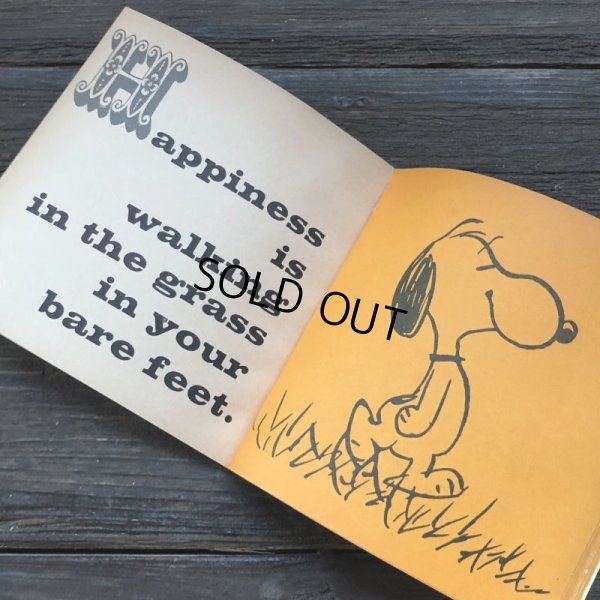 Happiness
is
walking
in the grass
in your
bare feet.
SOLD OUT